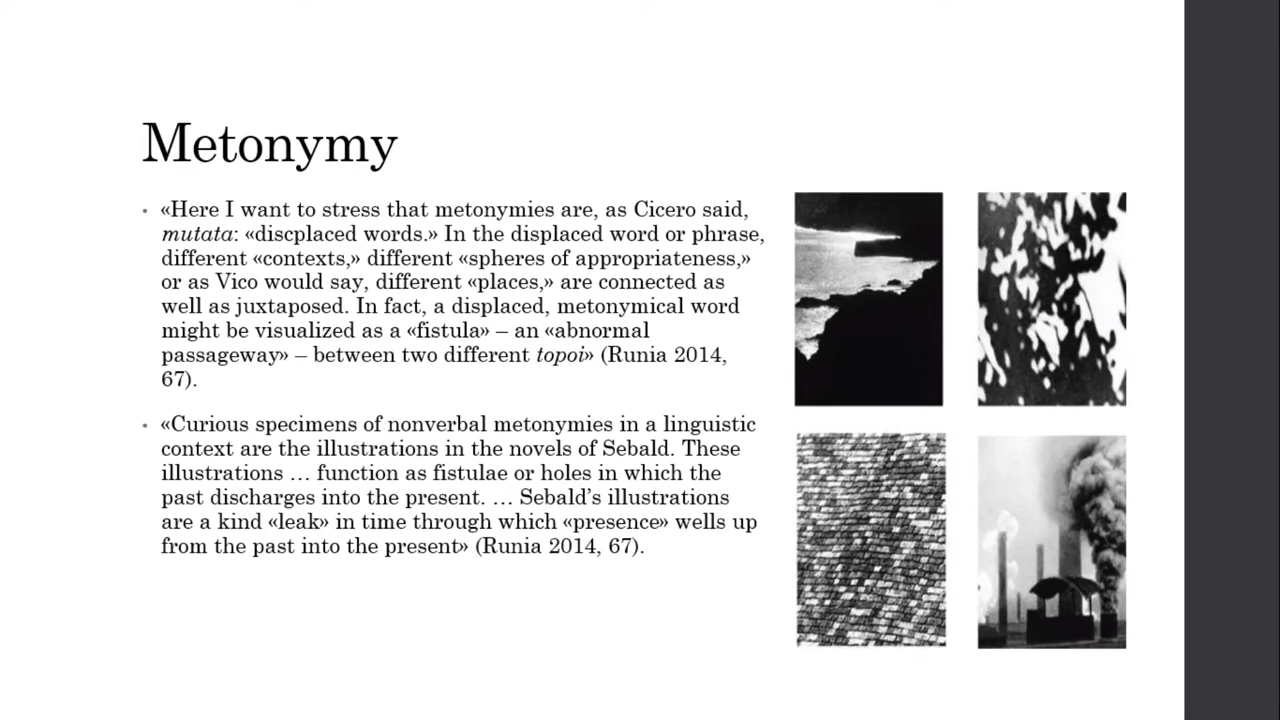 Metonymy
• «Here I want to stress that metonymies are, as Cicero said,
mutata: «discplaced words.» In the displaced word or phrase,
different «contexts,» different «spheres of appropriateness,»
or as Vico would say, different «places,» are connected as
well as juxtaposed. In fact, a displaced, metonymical word
might be visualized as a «fistula» – an «abnormal
passageway» – between two different topoi» (Runia 2014,
67).
• «Curious specimens of nonverbal metonymies in a linguistic
context are the illustrations in the novels of Sebald. These
illustrations … function as fistulae or holes in which the
past discharges into the present. … Sebald’s illustrations
are a kind «leak» in time through which «presence» wells up
from the past into the present» (Runia 2014, 67).